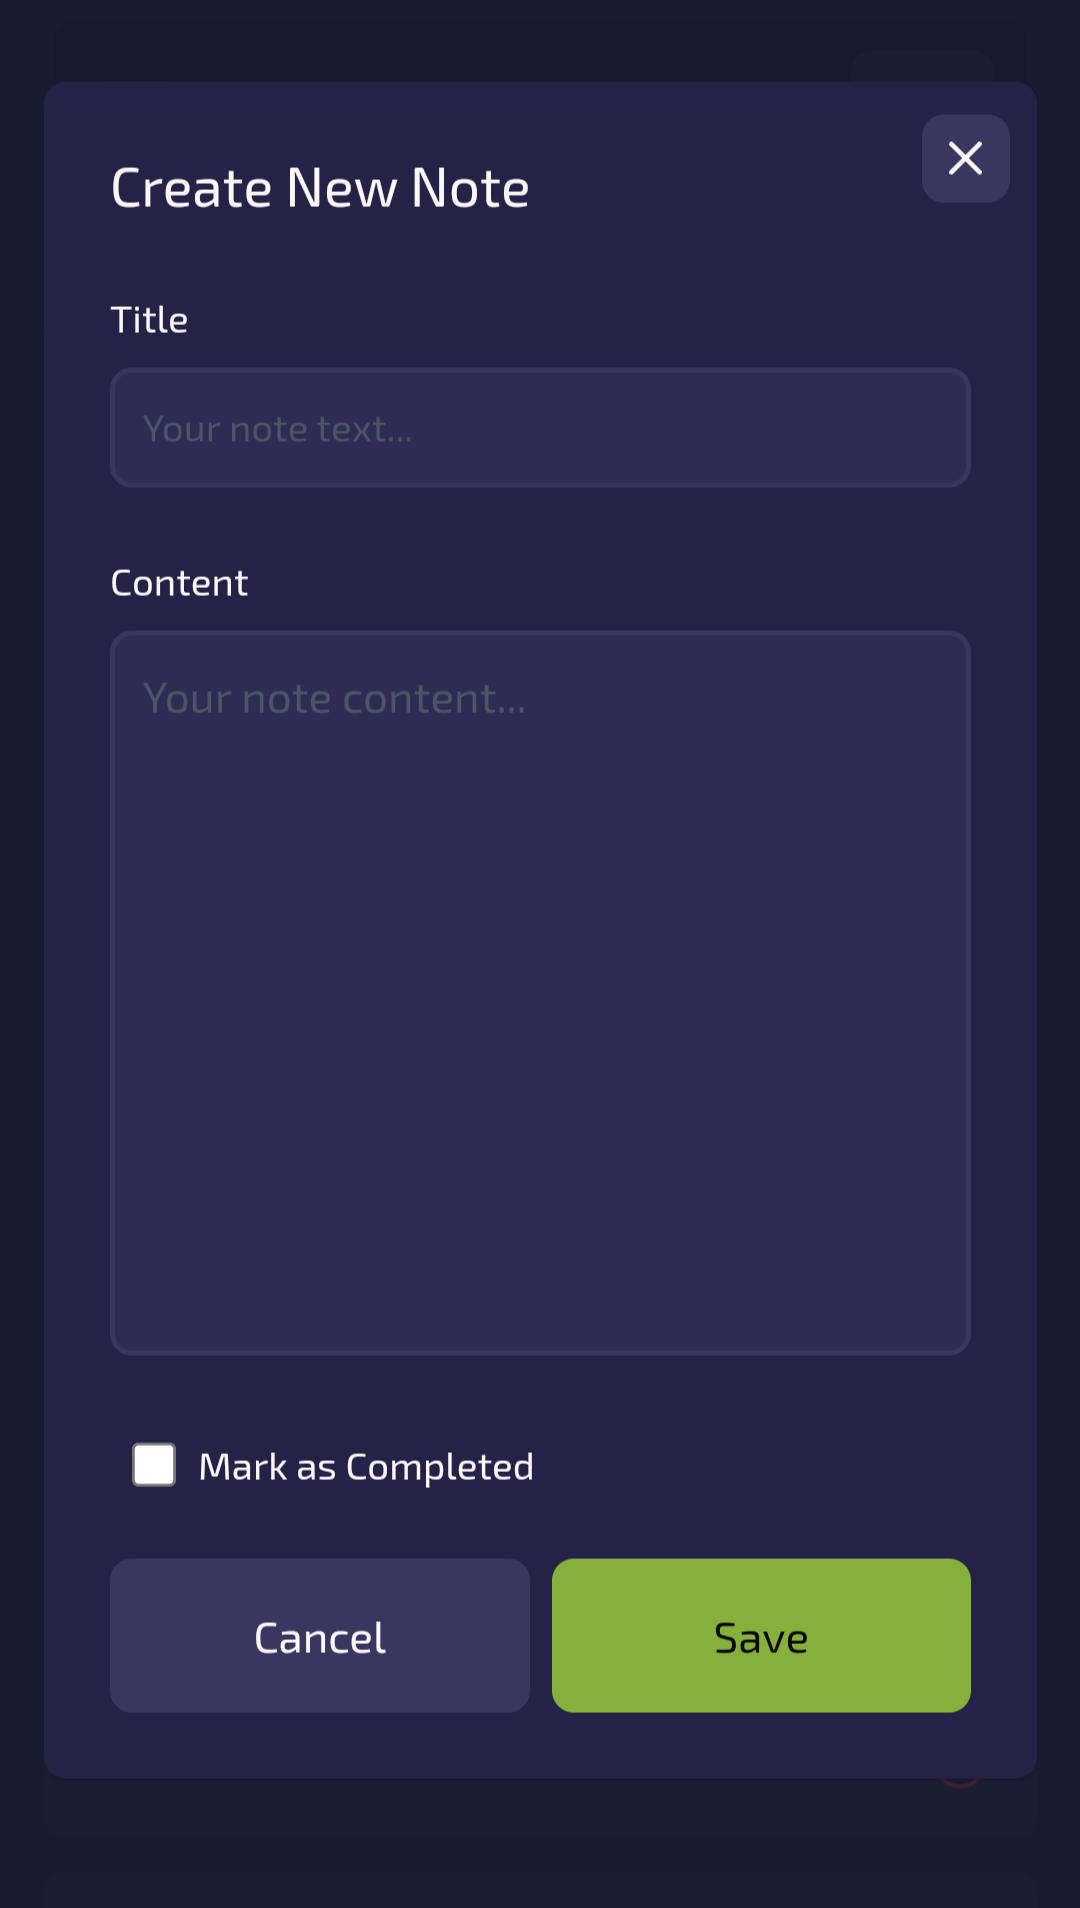 Create New Note
Title
Your note text...
Content
Your note content...
Mark as Completed
Cancel
Save